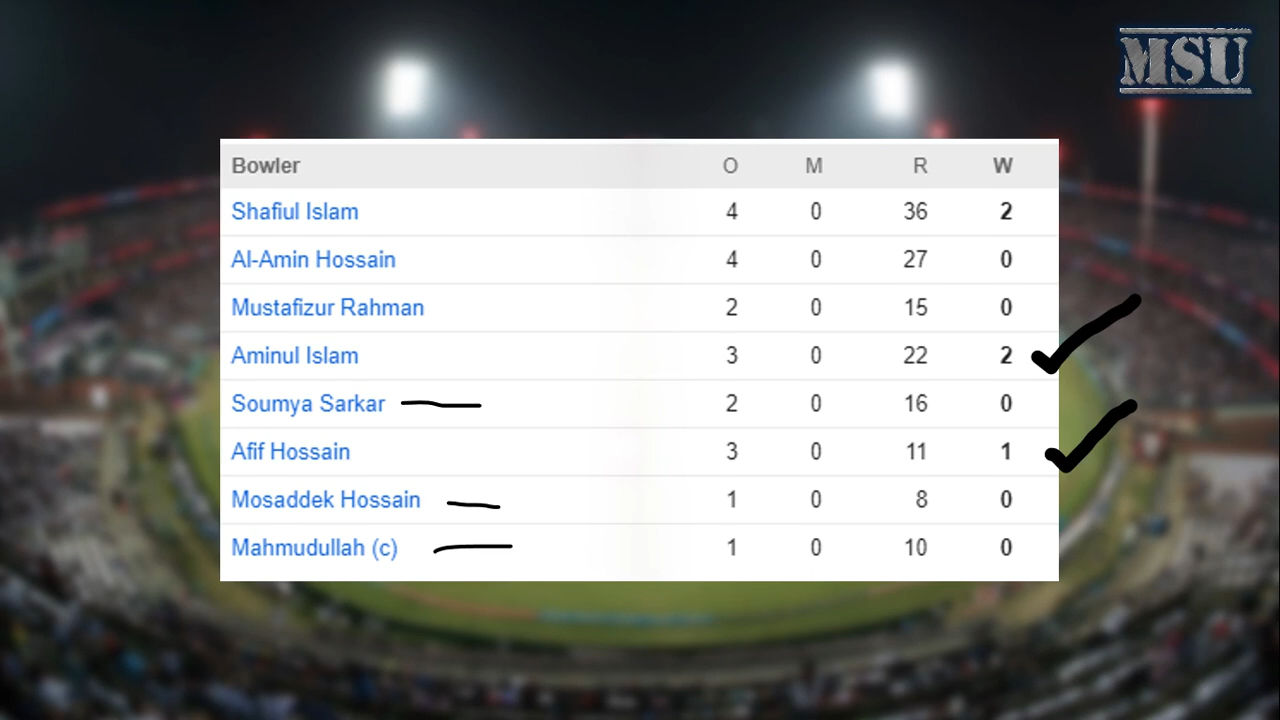 MSU
Bowler O M R W
Shafiul Islam 4 0 36 2
Al-Amin Hossain 4 0 27 0
Mustafizur Rahman 2 0 15 0
Aminul Islam 3 0 22 2
Soumya Sarkar 2 0 16 0
Afif Hossain 3 0 11 1
Mosaddek Hossain 1 0 8 0
Mahmudullah (c) 1 0 10 0